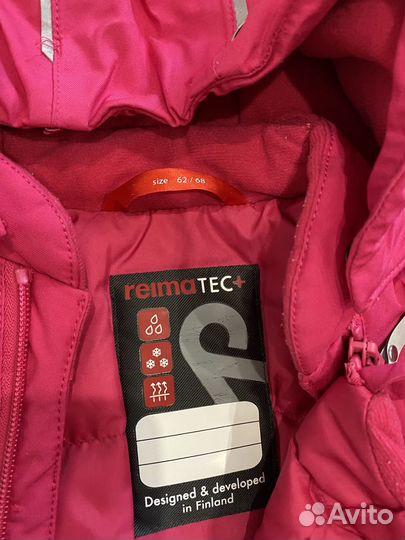 size 62 / 68
reimaTEC+
Designed & developed
in Finland
Avito